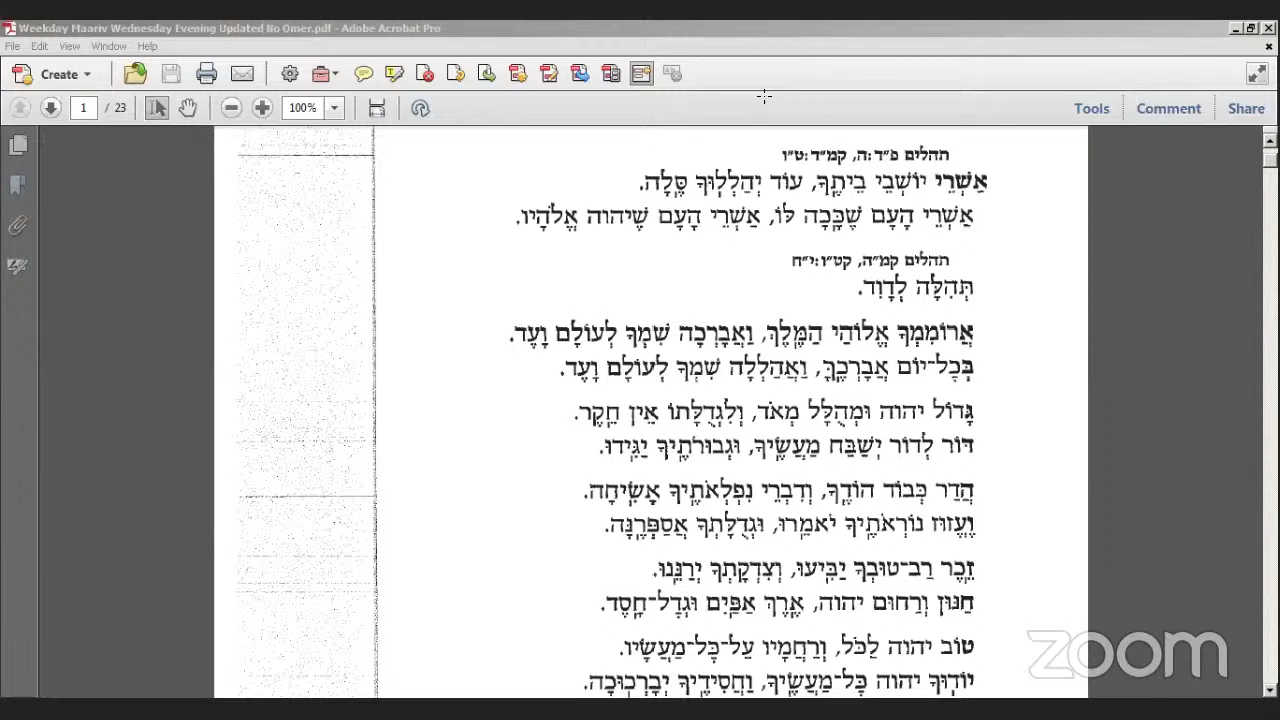 Weekday Maariv Wednesday Evening Updated No Omer.pdf - Adobe Acrobat Pro
File Edit View Window Help
Create
1 / 23 100% Tools Comment Share
תהלים פ״ד:ה, קמ״ד:ט״ו
אַשְׁרֵי יוֹשְׁבֵי בֵיתֶֽךָ, עוֹד יְהַלְלֽוּךָ סֶּֽלָה.
אַשְׁרֵי הָעָם שֶׁכָּֽכָה לּוֹ, אַשְׁרֵי הָעָם שֶׁיהוה אֱלֹהָיו.
תהלים קמ״ה, קט״ו:י״ח
תְּהִלָּה לְדָוִד.
אֲרוֹמִמְךָ אֱלוֹהַי הַמֶּֽלֶךְ, וַאֲבָרְכָה שִׁמְךָ לְעוֹלָם וָעֶד.
בְּכָל־יוֹם אֲבָרְכֶֽךָּ, וַאֲהַלְלָה שִׁמְךָ לְעוֹלָם וָעֶד.
גָּדוֹל יהוה וּמְהֻלָּל מְאֹד, וְלִגְדֻלָּתוֹ אֵין חֵֽקֶר.
דּוֹר לְדוֹר יְשַׁבַּח מַעֲשֶֽׂיךָ, וּגְבוּרֹתֶֽיךָ יַגִּֽידוּ.
הֲדַר כְּבוֹד הוֹדֶֽךָ, וְדִבְרֵי נִפְלְאֹתֶֽיךָ אָשִֽׂיחָה.
וֶעֱזוּז נוֹרְאֹתֶֽיךָ יֹאמֵֽרוּ, וּגְדֻלָּתְךָ אֲסַפְּרֶֽנָּה.
זֵֽכֶר רַב־טוּבְךָ יַבִּֽיעוּ, וְצִדְקָתְךָ יְרַנֵּֽנוּ.
חַנּוּן וְרַחוּם יהוה, אֶֽרֶךְ אַפַּֽיִם וּגְדָל־חָֽסֶד.
טוֹב יהוה לַכֹּל, וְרַחֲמָיו עַל־כָּל־מַעֲשָׂיו.
יוֹדֽוּךָ יהוה כָּל־מַעֲשֶֽׂיךָ, וַחֲסִידֶֽיךָ יְבָרְכֽוּכָה.
zoom